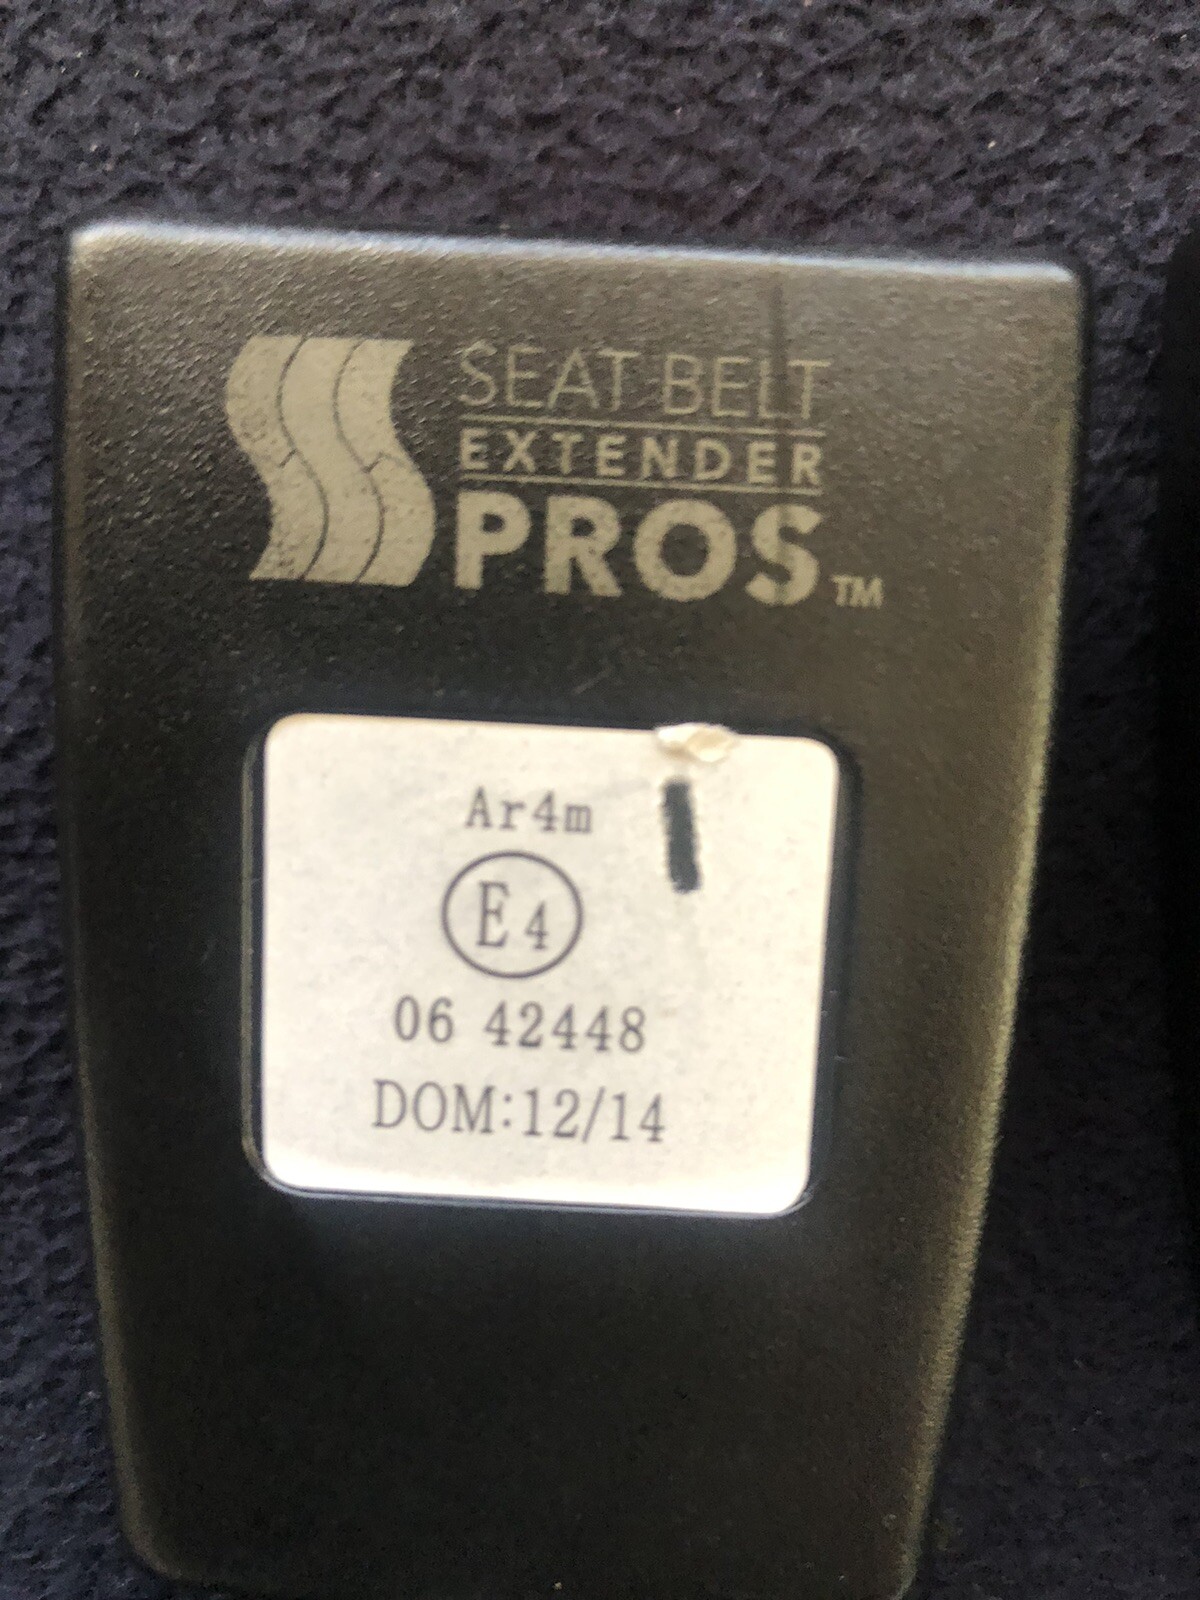 SEAT BELT
EXTENDER
PROS™
Ar4m
E4
06 42448
DOM:12/14